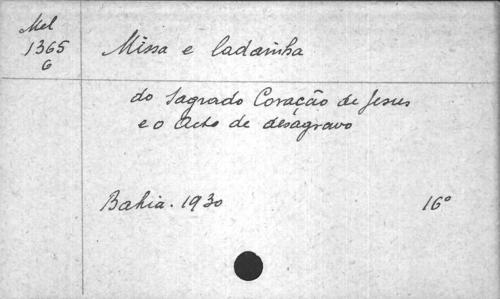 Mel
1365
6
Missa e ladainha
do Sagrado Coração de Jesus
e o Acto de desagravo
Bahia. 1930
16°